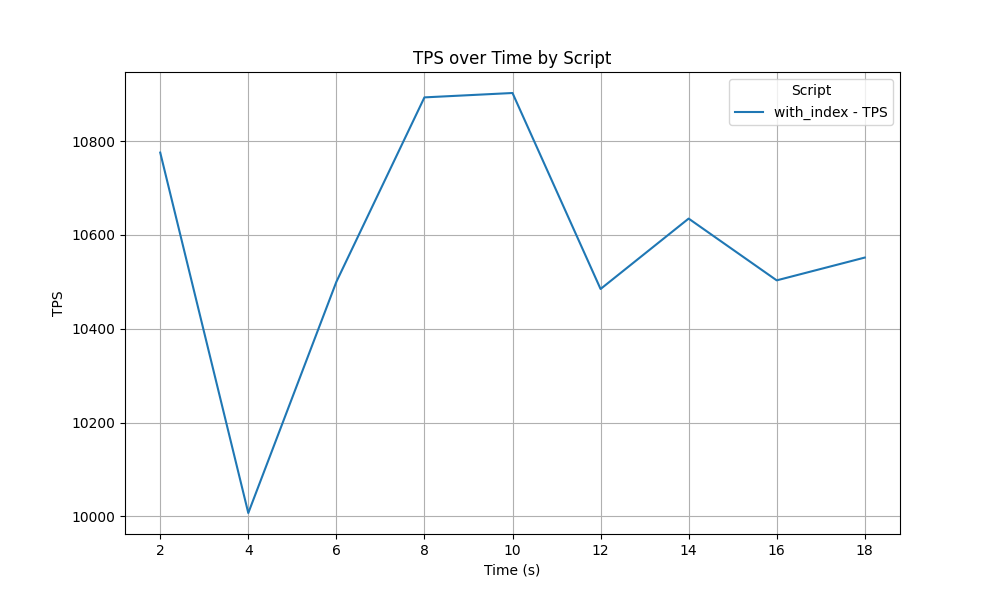 TPS over Time by Script
Script
with_index - TPS
TPS
10800
10600
10400
10200
10000
2 4 6 8 10 12 14 16 18
Time (s)